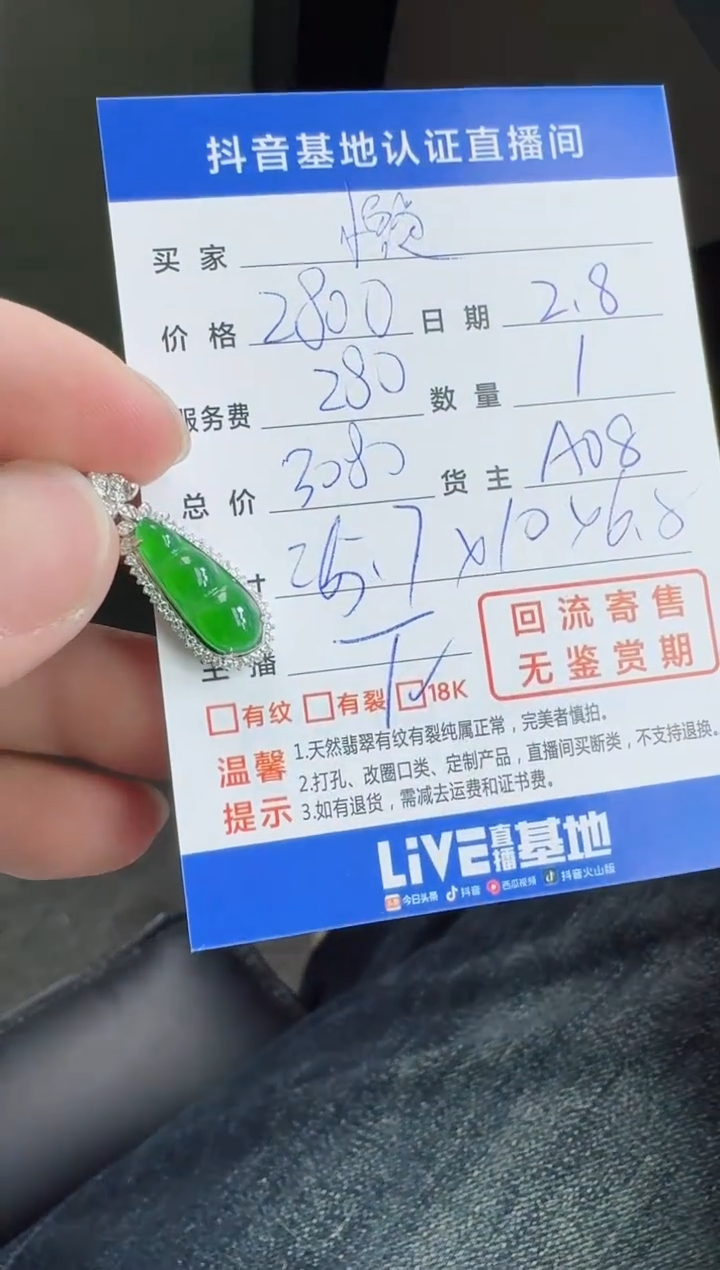 抖音基地认证直播间
买家
价格 2800 日期 2.8
服务费 280 数量 1
总价 3080 货主 A08
25.7×10×6.8
主播
回流寄售
无鉴赏期
□有纹 □有裂 ☑18K
温馨提示
1.天然翡翠有纹有裂纯属正常，完美者慎拍。
2.打孔、改圈口类、定制产品，直播间买断类，不支持退换。
3.如有退货，需减去运费和证书费。
LiVE直播基地
今日头条 抖音 西瓜视频 抖音火山版